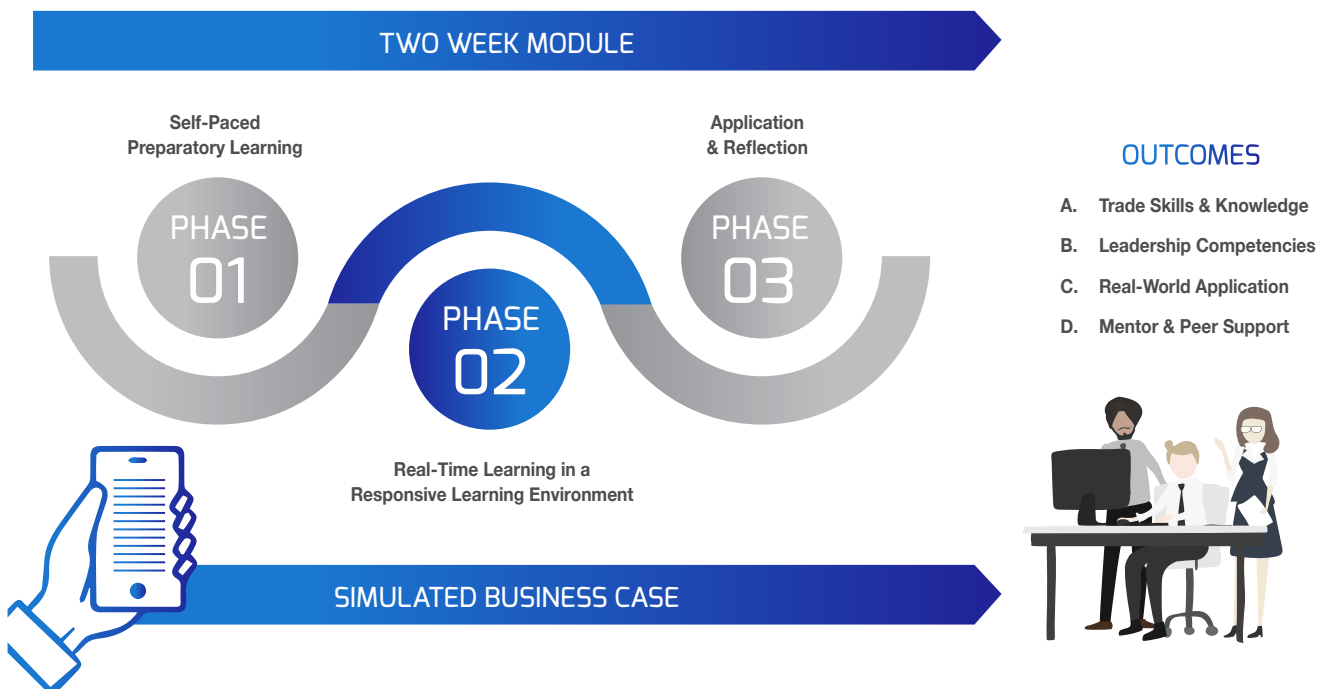 TWO WEEK MODULE
Self-Paced
Preparatory Learning
PHASE
01
Application
& Reflection
PHASE
03
PHASE
02
Real-Time Learning in a
Responsive Learning Environment
SIMULATED BUSINESS CASE
OUTCOMES
A. Trade Skills & Knowledge
B. Leadership Competencies
C. Real-World Application
D. Mentor & Peer Support